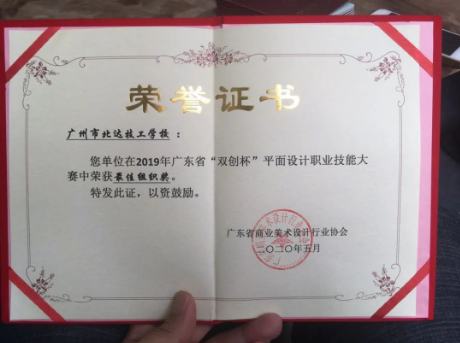 荣誉证书
广州市北达技工学校：
您单位在2019年广东省“双创杯”平面设计职业技能大
赛中荣获最佳组织奖。
特发此证，以资鼓励。
广东省商业美术设计行业协会
二〇二〇年五月